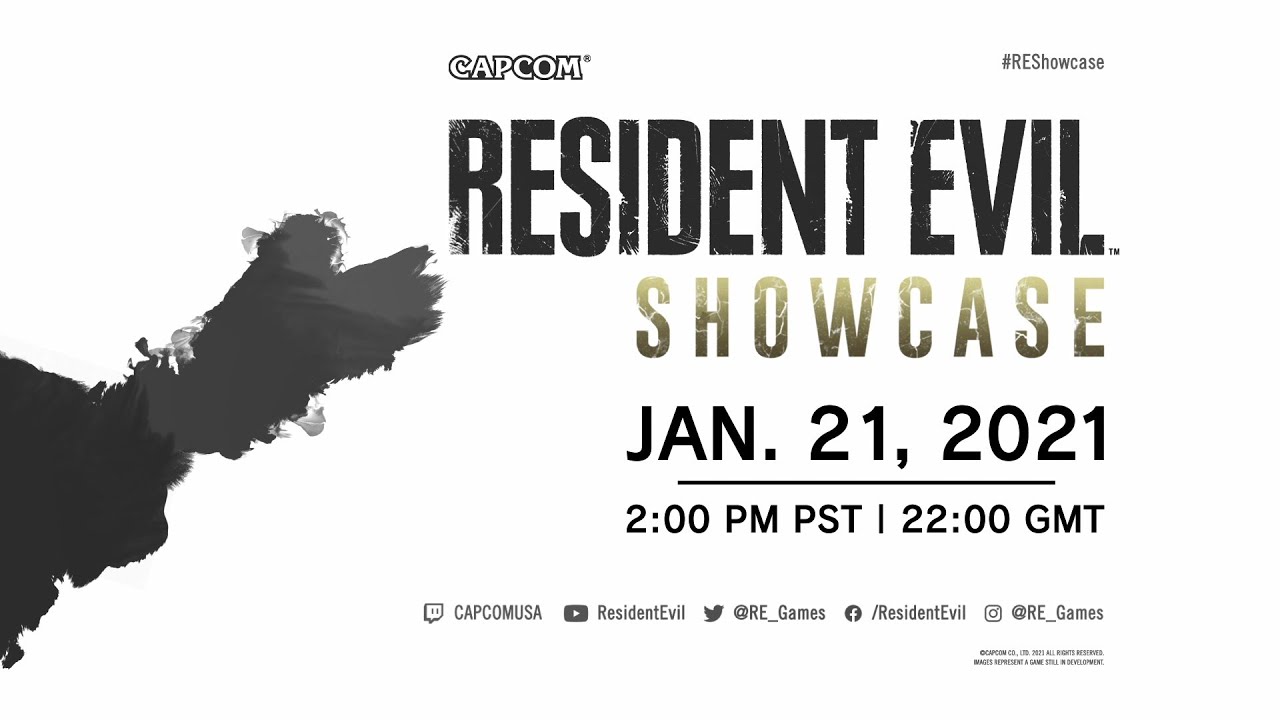 CAPCOM®
#REShowcase
RESIDENT EVIL™
SHOWCASE
JAN. 21, 2021
2:00 PM PST | 22:00 GMT
CAPCOMUSA ResidentEvil @RE_Games /ResidentEvil @RE_Games
©CAPCOM CO., LTD. 2021 ALL RIGHTS RESERVED.
IMAGES REPRESENT A GAME STILL IN DEVELOPMENT.